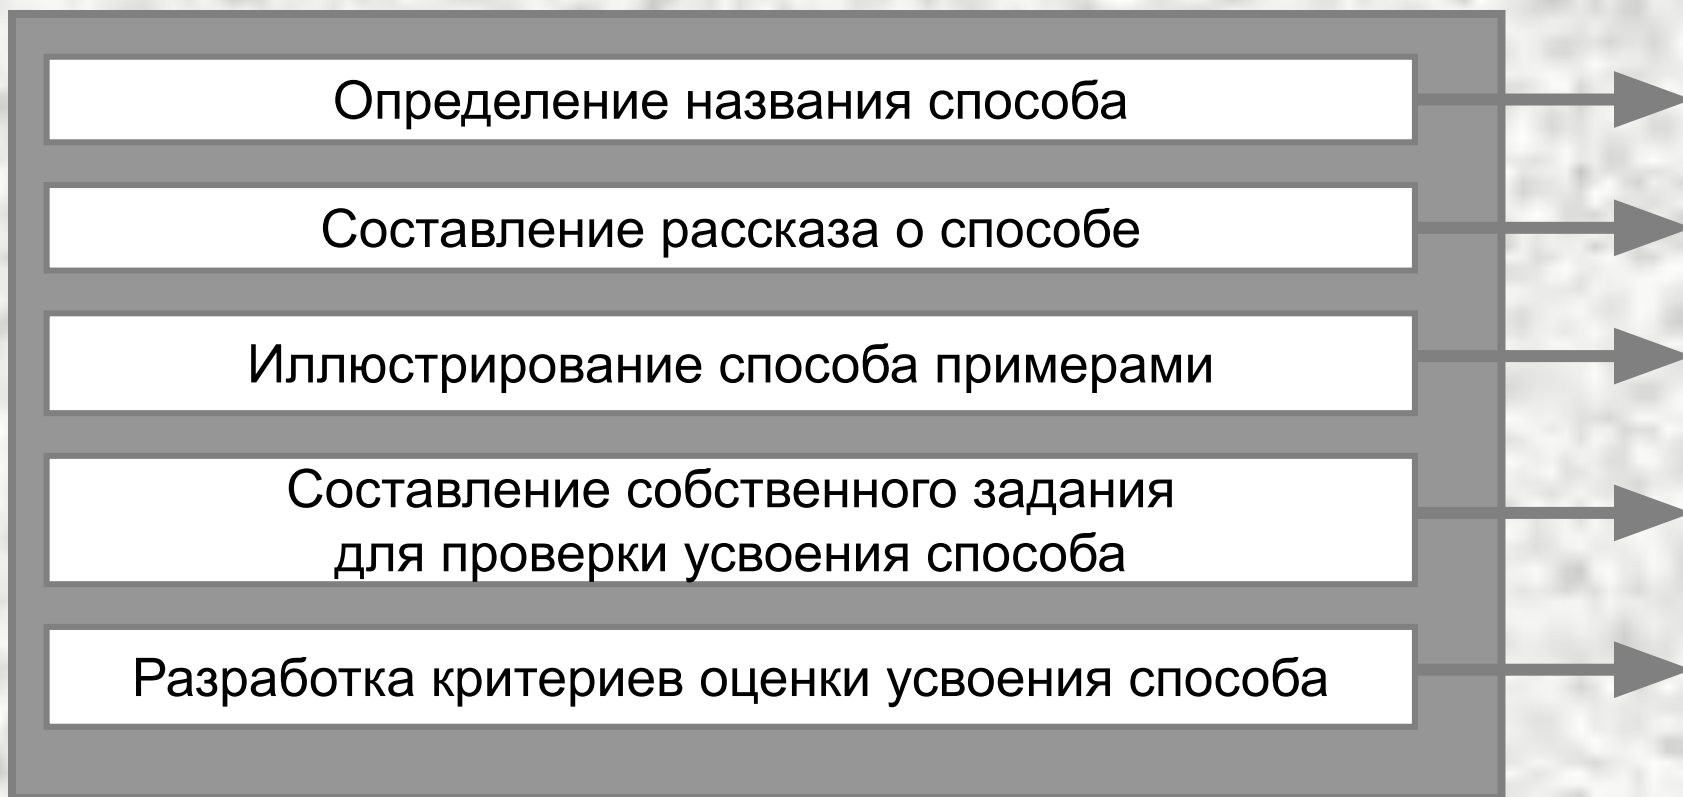 Определение названия способа
Составление рассказа о способе
Иллюстрирование способа примерами
Составление собственного задания
для проверки усвоения способа
Разработка критериев оценки усвоения способа